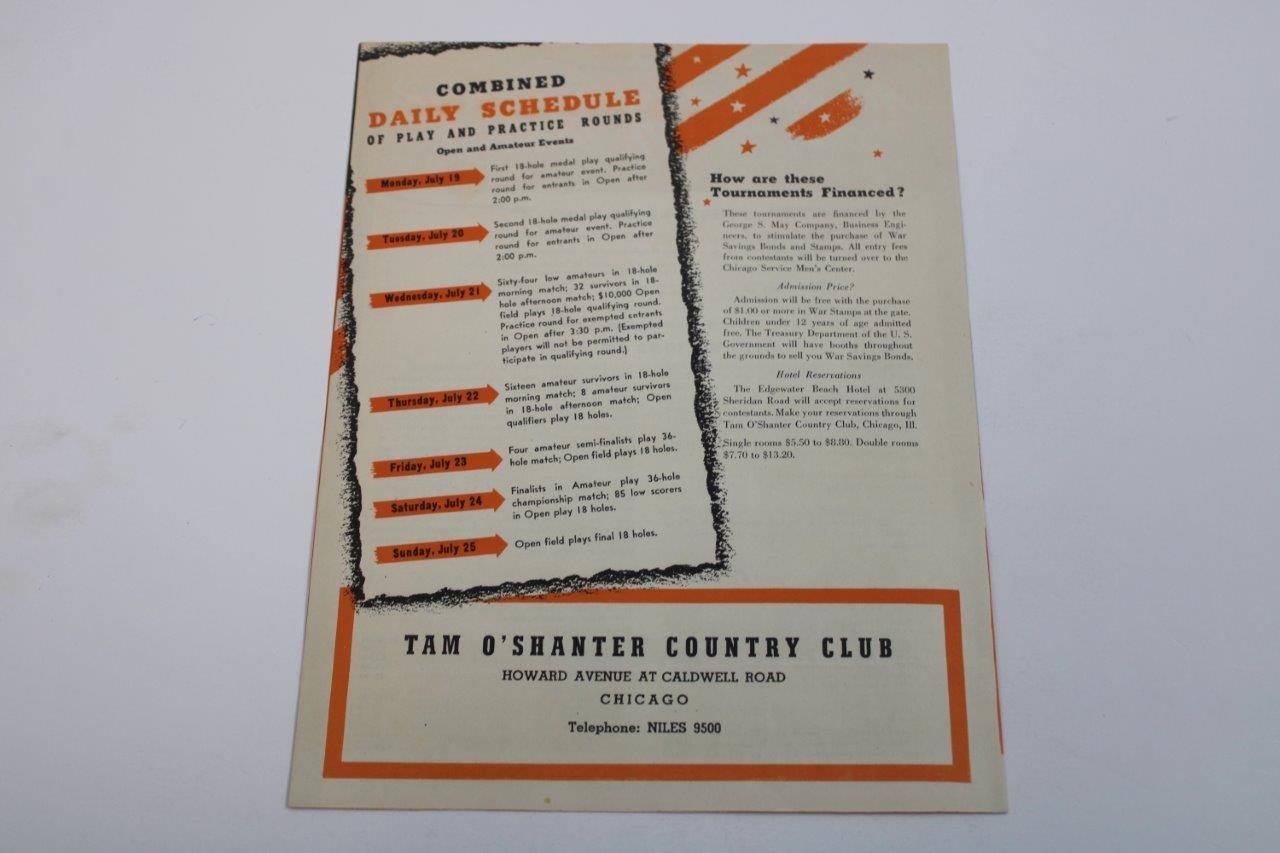 COMBINED
DAILY SCHEDULE
OF PLAY AND PRACTICE ROUNDS
Open and Amateur Events
Monday, July 19
First 18-hole medal play qualifying
round for amateur event. Practice
round for entrants in Open after
2:00 p.m.
Tuesday, July 20
Second 18-hole medal play qualifying
round for amateur event. Practice
round for entrants in Open after
2:00 p.m.
Wednesday, July 21
Sixty-four low amateurs in 18-hole
morning match; 32 survivors in 18-
hole afternoon match; $10,000 Open
field plays 18-hole qualifying round.
Practice round for exempted entrants
in Open after 3:30 p.m. (Exempted
players will not be permitted to par-
ticipate in qualifying round.)
Thursday, July 22
Sixteen amateur survivors in 18-hole
morning match; 8 amateur survivors
in 18-hole afternoon match; Open
qualifiers play 18 holes.
Friday, July 23
Four amateur semi-finalists play 36-
hole match; Open field plays 18 holes.
Saturday, July 24
Finalists in Amateur play 36-hole
championship match; 85 low scorers
in Open play 18 holes.
Sunday, July 25
Open field plays final 18 holes.
How are these
Tournaments Financed?
These tournaments are financed by the
George S. May Company, Business Engi-
neers, to stimulate the purchase of War
Savings Bonds and Stamps. All entry fees
from contestants will be turned over to the
Chicago Service Men's Center.
Admission Price?
Admission will be free with the purchase
of $1.00 or more in War Stamps at the gate.
Children under 12 years of age admitted
free. The Treasury Department of the U. S.
Government will have booths throughout
the grounds to sell you War Savings Bonds.
Hotel Reservations
The Edgewater Beach Hotel at 5300
Sheridan Road will accept reservations for
contestants. Make your reservations through
Tam O'Shanter Country Club, Chicago, Ill.
Single rooms $5.50 to $8.80. Double rooms
$7.70 to $13.20.
TAM O'SHANTER COUNTRY CLUB
HOWARD AVENUE AT CALDWELL ROAD
CHICAGO
Telephone: NILES 9500